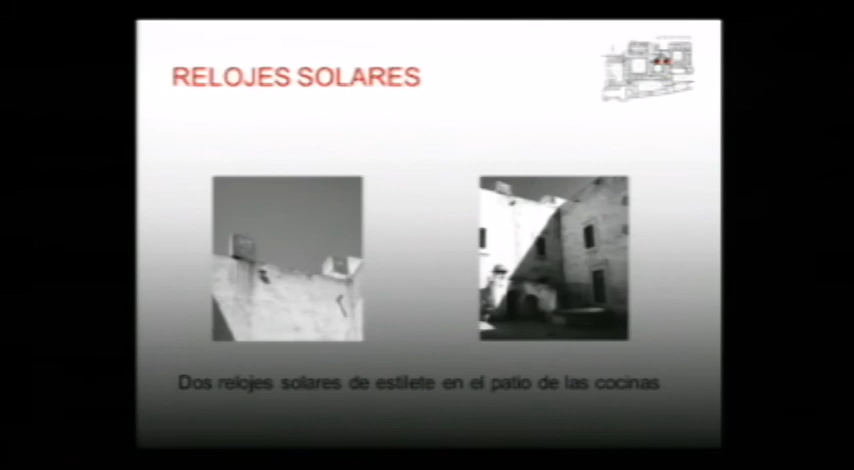 RELOJES SOLARES
Dos relojes solares de estilete en el patio de las cocinas